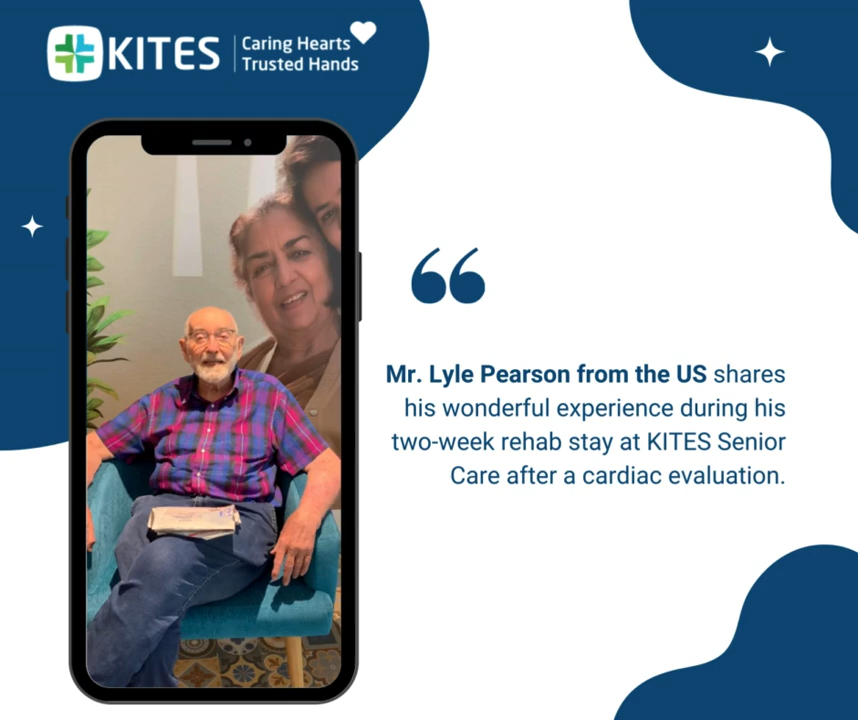 KITES
Caring Hearts
Trusted Hands
“
Mr. Lyle Pearson from the US shares
his wonderful experience during his
two-week rehab stay at KITES Senior
Care after a cardiac evaluation.